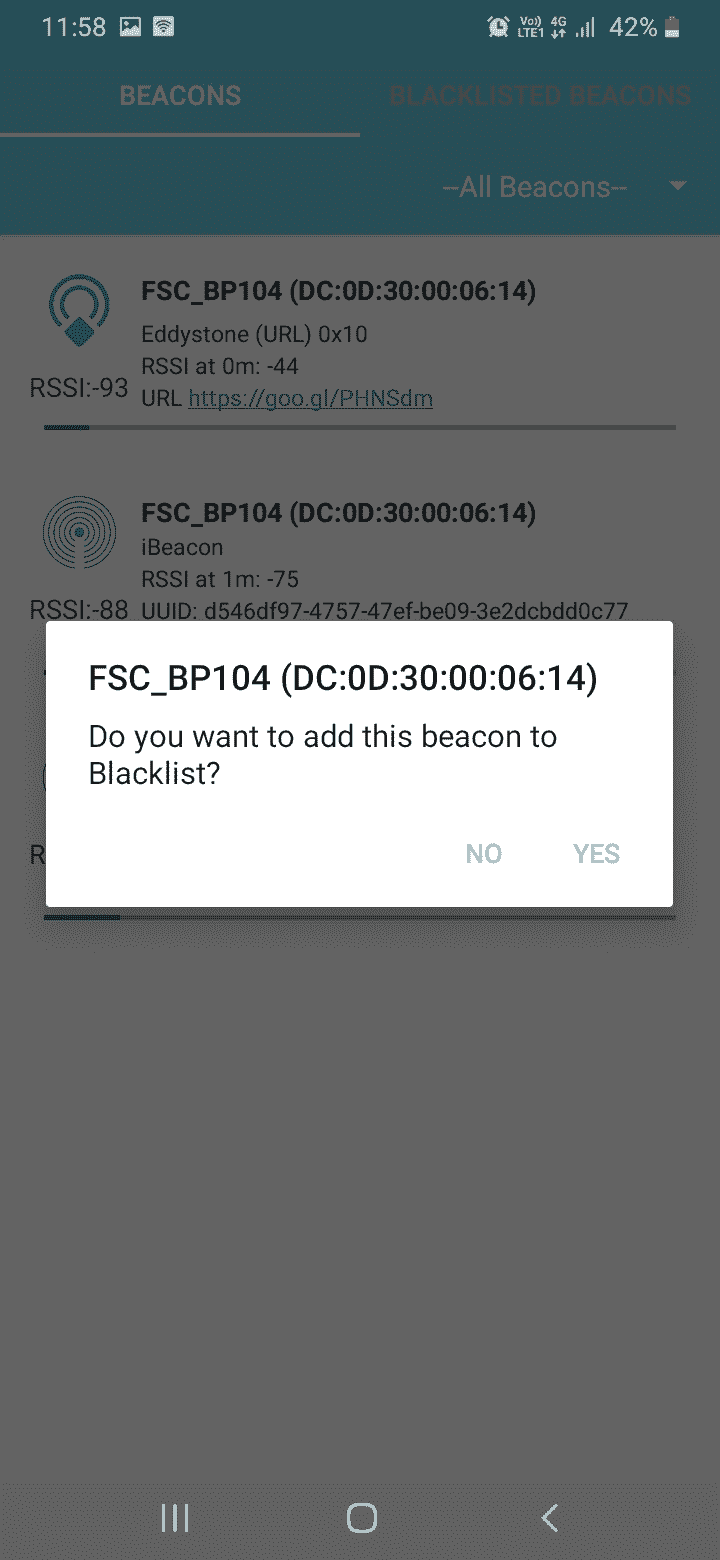 11:58
Vo)) 4G
LTE1
42%
BEACONS
BLACKLISTED BEACONS
--All Beacons--
FSC_BP104 (DC:0D:30:00:06:14)
Eddystone (URL) 0x10
RSSI at 0m: -44
RSSI:-93
URL https://goo.gl/PHNSdm
FSC_BP104 (DC:0D:30:00:06:14)
iBeacon
RSSI at 1m: -75
RSSI:-88
UUID: d546df97-4757-47ef-be09-3e2dcbdd0c77
FSC_BP104 (DC:0D:30:00:06:14)
Do you want to add this beacon to
Blacklist?
R
NO
YES